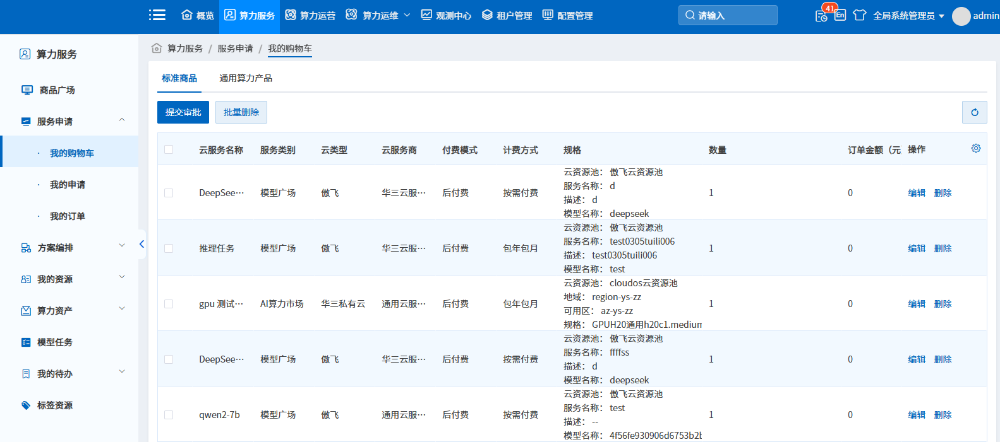 概览 算力服务 算力运营 算力运维 观测中心 租户管理 配置管理 请输入 41 En 全局系统管理员 admin
算力服务
商品广场
服务申请
· 我的购物车
· 我的申请
· 我的订单
方案编排
我的资源
算力资产
模型任务
我的待办
标签资源
算力服务 / 服务申请 / 我的购物车
标准商品 通用算力产品
提交审批 批量删除
云服务名称 服务类别 云类型 云服务商 付费模式 计费方式 规格 数量 订单金额（元 操作
DeepSee··· 模型广场 傲飞 华三云服··· 后付费 按需付费
云资源池： 傲飞云资源池
服务名称： d
描述： d
模型名称： deepseek
1 0 编辑 删除
推理任务 模型广场 傲飞 华三云服··· 后付费 包年包月
云资源池： 傲飞云资源池
服务名称： test0305tuili006
描述： test0305tuili006
模型名称： test
1 0 编辑 删除
gpu 测试··· AI算力市场 华三私有云 通用云服··· 后付费 包年包月
云资源池： cloudos云资源池
地域： region-ys-zz
可用区： az-ys-zz
规格： GPUH20通用h20c1.medium
1 0 编辑 删除
DeepSee··· 模型广场 傲飞 华三云服··· 后付费 按需付费
云资源池： 傲飞云资源池
服务名称： ffffss
描述： d
模型名称： deepseek
1 0 编辑 删除
qwen2-7b 模型广场 傲飞 通用云服··· 后付费 按需付费
云资源池： 傲飞云资源池
服务名称： test
描述： --
模型名称： 4f56fe930906d6753b2b
1 0 编辑 删除